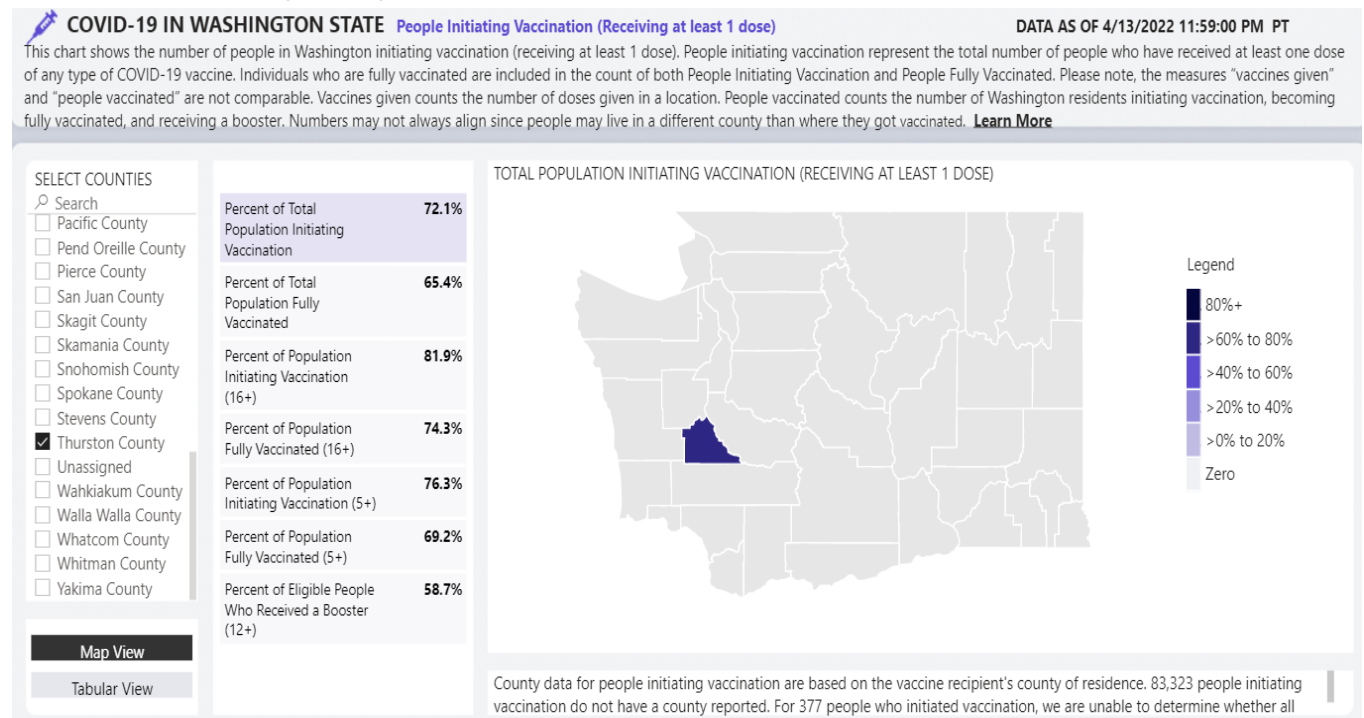 COVID-19 IN WASHINGTON STATE People Initiating Vaccination (Receiving at least 1 dose) DATA AS OF 4/13/2022 11:59:00 PM PT
This chart shows the number of people in Washington initiating vaccination (receiving at least 1 dose). People initiating vaccination represent the total number of people who have received at least one dose
of any type of COVID-19 vaccine. Individuals who are fully vaccinated are included in the count of both People Initiating Vaccination and People Fully Vaccinated. Please note, the measures "vaccines given"
and "people vaccinated" are not comparable. Vaccines given counts the number of doses given in a location. People vaccinated counts the number of Washington residents initiating vaccination, becoming
fully vaccinated, and receiving a booster. Numbers may not always align since people may live in a different county than where they got vaccinated. Learn More
SELECT COUNTIES
Search
Pacific County
Pend Oreille County
Pierce County
San Juan County
Skagit County
Skamania County
Snohomish County
Spokane County
Stevens County
Thurston County
Unassigned
Wahkiakum County
Walla Walla County
Whatcom County
Whitman County
Yakima County
Map View
Tabular View
Percent of Total 72.1%
Population Initiating
Vaccination
Percent of Total 65.4%
Population Fully
Vaccinated
Percent of Population 81.9%
Initiating Vaccination
(16+)
Percent of Population 74.3%
Fully Vaccinated (16+)
Percent of Population 76.3%
Initiating Vaccination (5+)
Percent of Population 69.2%
Fully Vaccinated (5+)
Percent of Eligible People 58.7%
Who Received a Booster
(12+)
TOTAL POPULATION INITIATING VACCINATION (RECEIVING AT LEAST 1 DOSE)
Legend
80%+
>60% to 80%
>40% to 60%
>20% to 40%
>0% to 20%
Zero
County data for people initiating vaccination are based on the vaccine recipient's county of residence. 83,323 people initiating
vaccination do not have a county reported. For 377 people who initiated vaccination, we are unable to determine whether all